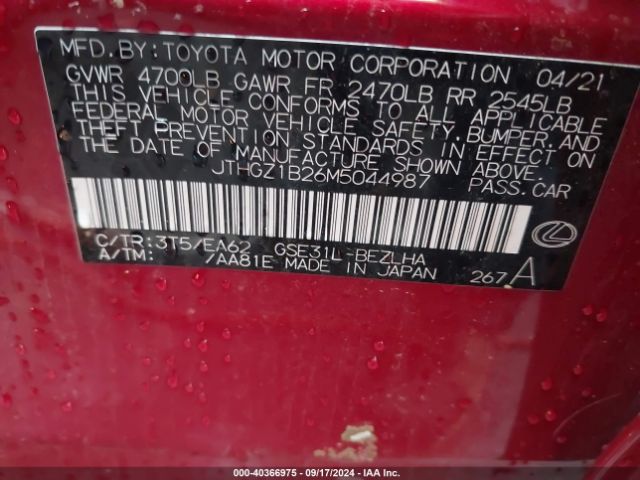 MFD. BY: TOYOTA MOTOR CORPORATION 04/21
GVWR 4700LB GAWR FR 2470LB RR 2545LB
THIS VEHICLE CONFORMS TO ALL APPLICABLE
FEDERAL MOTOR VEHICLE SAFETY, BUMPER, AND
THEFT PREVENTION STANDARDS IN EFFECT ON
THE DATE OF MANUFACTURE SHOWN ABOVE.
JTHGZ1B26M5044987 PASS. CAR
C/TR: 3T5/EA62 GSE31L-BEZLHA
A/TM: /AA81E MADE IN JAPAN 267 A
000-40366975 - 09/17/2024 - IAA Inc.